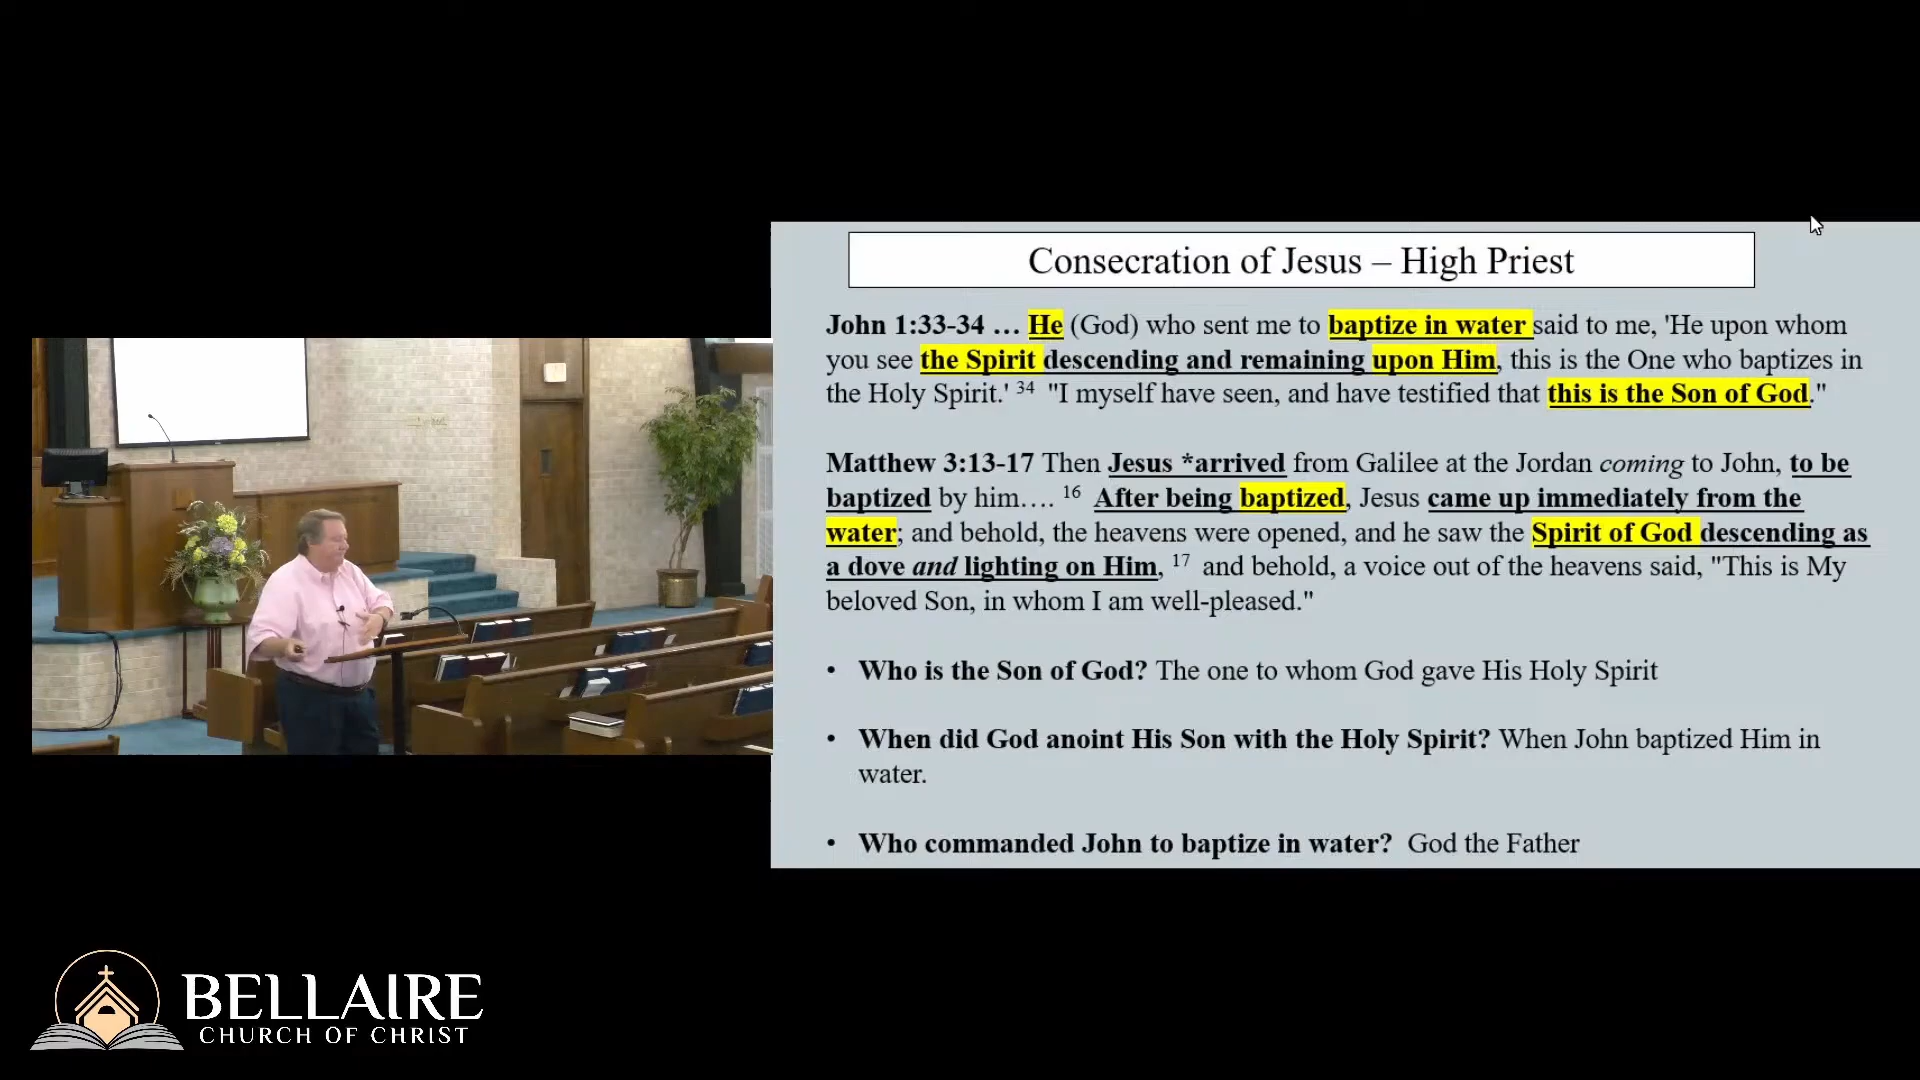 Consecration of Jesus – High Priest
John 1:33-34 … He (God) who sent me to baptize in water said to me, 'He upon whom
you see the Spirit descending and remaining upon Him, this is the One who baptizes in
the Holy Spirit.' 34 "I myself have seen, and have testified that this is the Son of God."
Matthew 3:13-17 Then Jesus *arrived from Galilee at the Jordan coming to John, to be
baptized by him…. 16 After being baptized, Jesus came up immediately from the
water; and behold, the heavens were opened, and he saw the Spirit of God descending as
a dove and lighting on Him, 17 and behold, a voice out of the heavens said, "This is My
beloved Son, in whom I am well-pleased."
• Who is the Son of God? The one to whom God gave His Holy Spirit
• When did God anoint His Son with the Holy Spirit? When John baptized Him in
water.
• Who commanded John to baptize in water? God the Father
BELLAIRE
CHURCH OF CHRIST